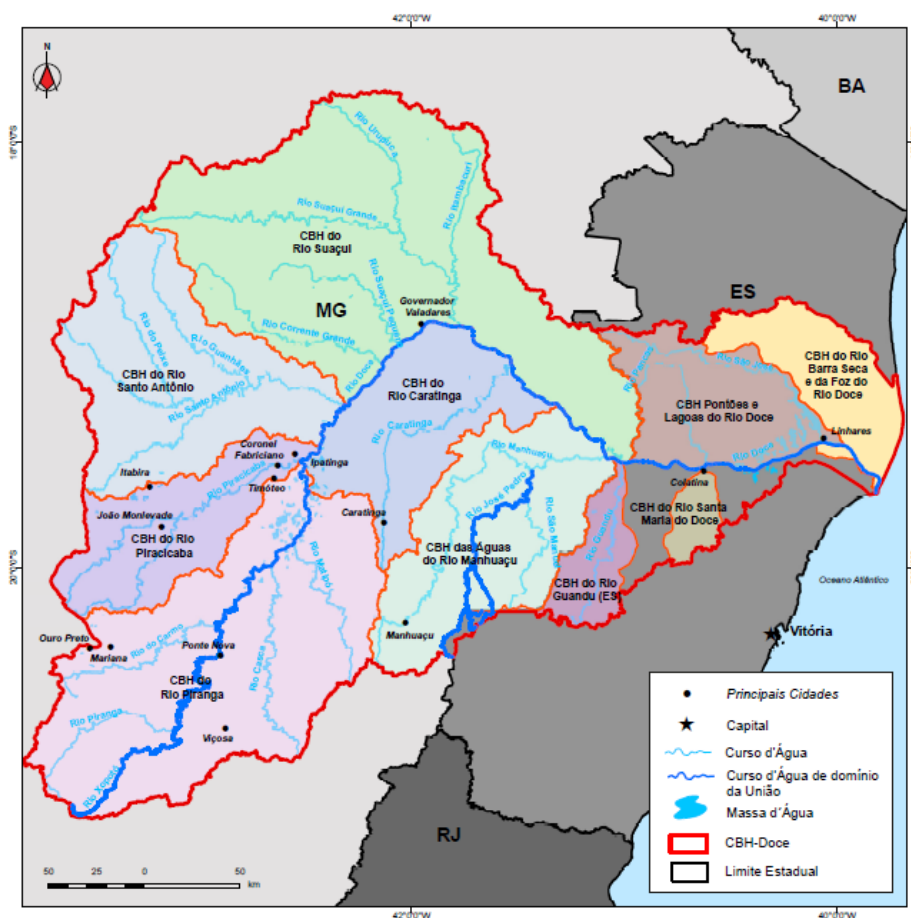 42°0'0"W
40°0'0"W
N
BA
18°0'0"S
Rio Urupuca
Rio Itambacuri
Rio Suaçuí Grande
CBH do
Rio Suaçuí
Rio Suaçuí Pequeno
MG
Governador
Valadares
ES
Rio Corrente Grande
Rio do Peixe
Rio Guanhães
CBH do Rio
Santo Antônio
Rio Santo Antônio
Rio Doce
CBH do
Rio Caratinga
Rio Pancas
Rio São José
CBH do Rio
Barra Seca
e da Foz do
Rio Doce
CBH Pontões e
Lagoas do Rio Doce
Rio Caratinga
Linhares
Coronel
Fabriciano
Ipatinga
Rio Manhuaçu
Rio Doce
Itabira
Rio Piracicaba
Timóteo
Colatina
João Monlevade
CBH do Rio
Piracicaba
Caratinga
Rio José Pedro
Rio São Manoel
CBH do Rio Santa
Maria do Doce
Rio Guandu
CBH das Águas
do Rio Manhuaçu
20°0'0"S
Rio Matipó
CBH do Rio
Guandu (ES)
Oceano Atlântico
Manhuaçu
Vitória
Ouro Preto
Mariana
Rio do Carmo
Ponte Nova
Rio Casca
CBH do
Rio Piranga
Rio Piranga
Viçosa
Rio Xopotó
RJ
Principais Cidades
Capital
Curso d'Água
Curso d'Água de domínio
da União
Massa d'Água
CBH-Doce
Limite Estadual
50 25 0 50
km
42°0'0"W
40°0'0"W